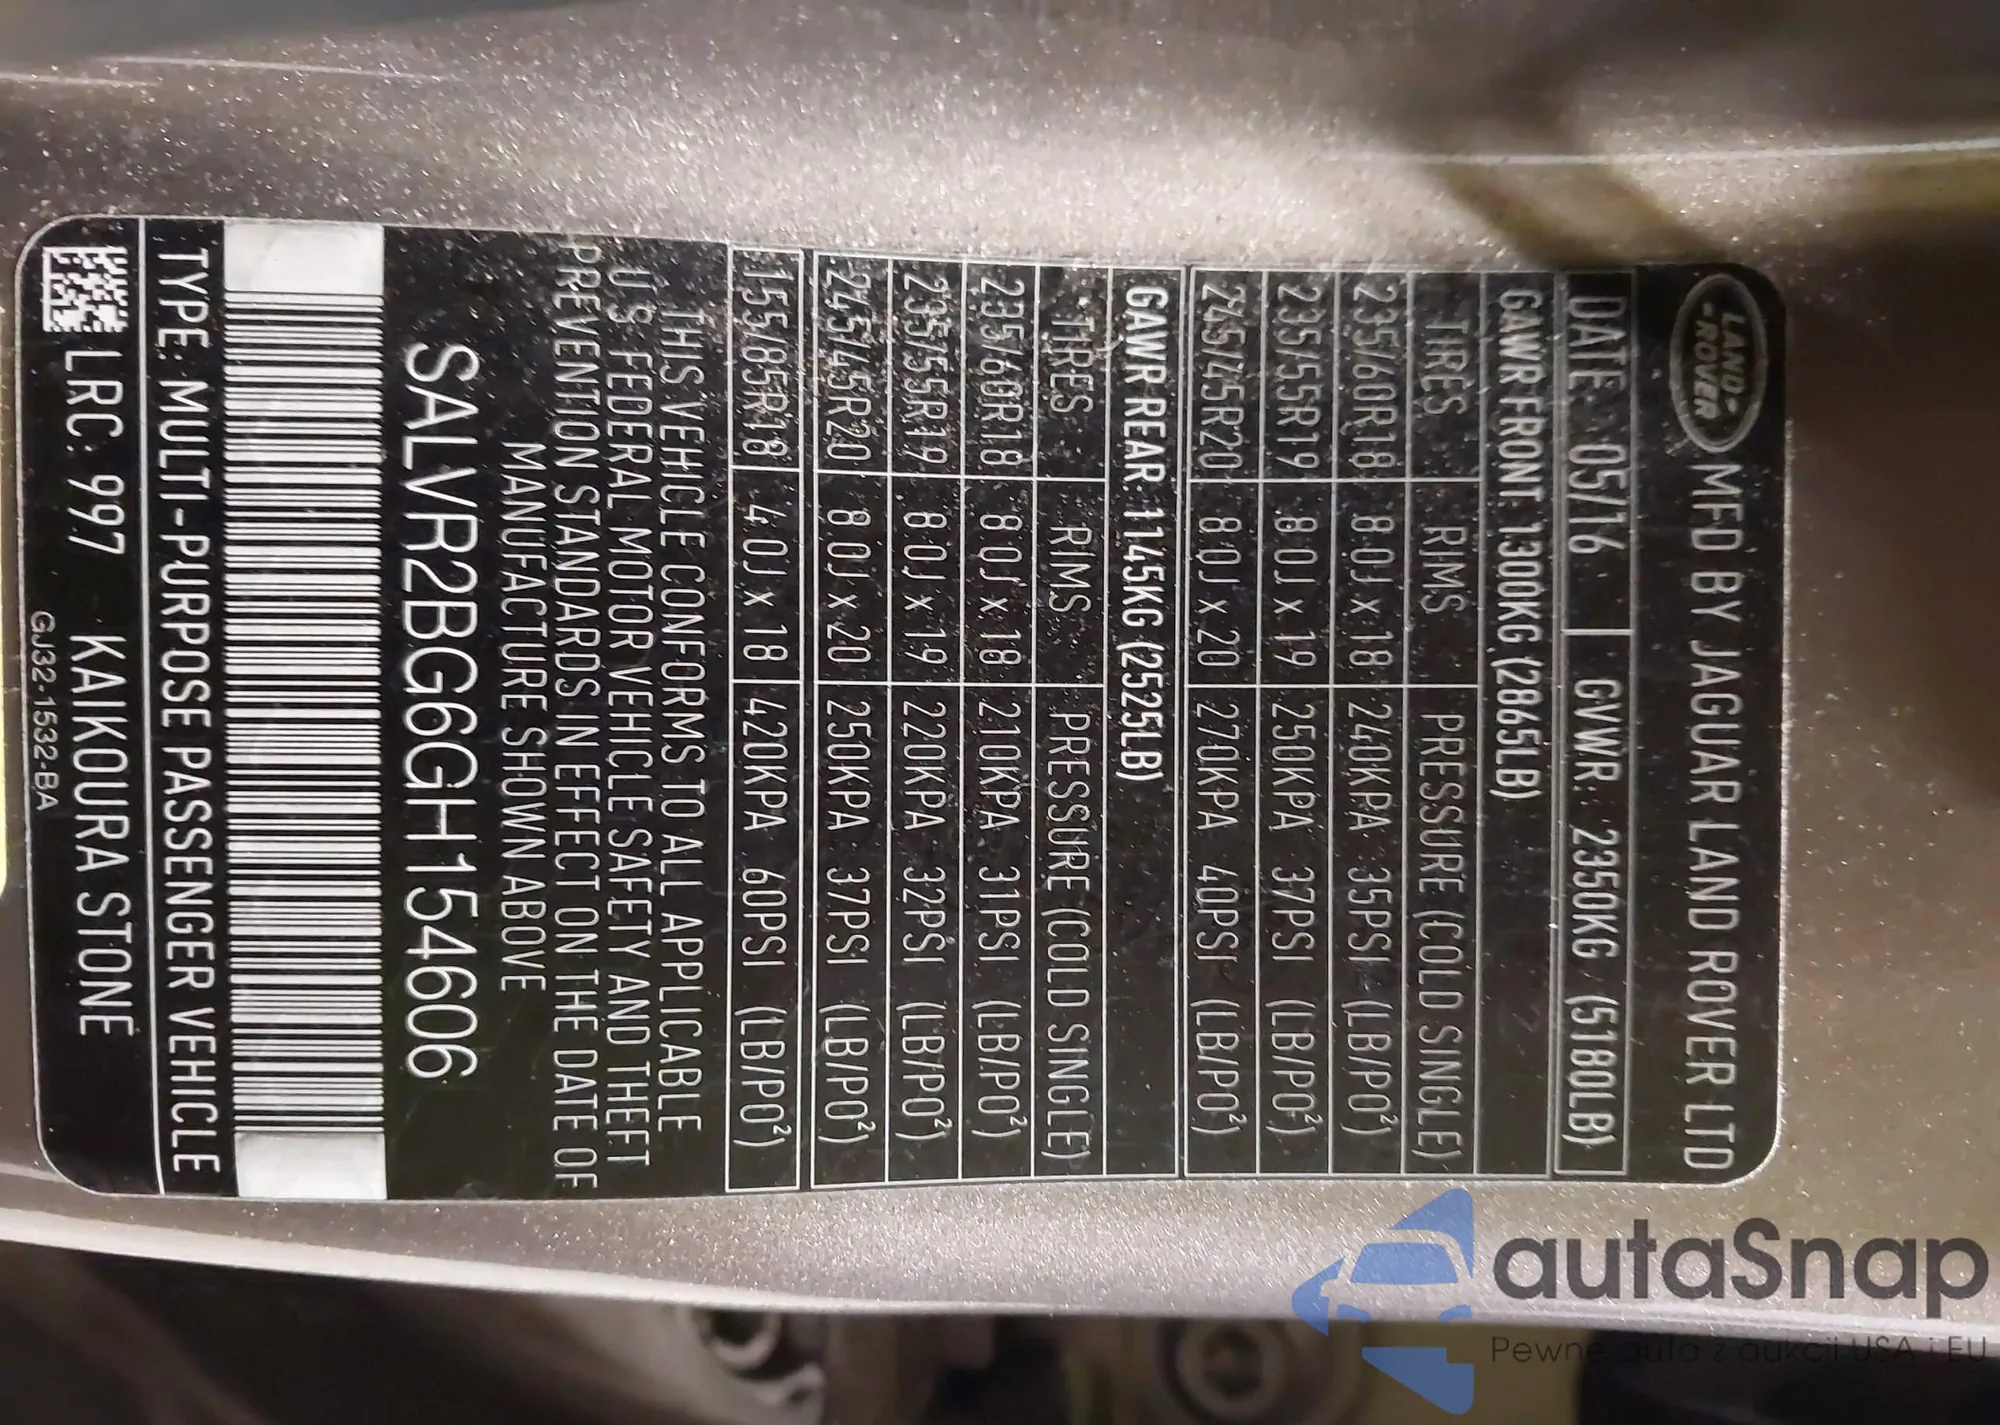 LAND-
-ROVER
MFD BY JAGUAR LAND ROVER LTD
DATE: 05/16 GVWR: 2350KG (5180LB)
GAWR FRONT: 1300KG (2865LB)
TIRES RIMS PRESSURE (COLD SINGLE)
235/60R18 8.0J x 18 240KPA 35PSI (LB/PO²)
235/55R19 8.0J x 19 250KPA 37PSI (LB/PO²)
245/45R20 8.0J x 20 270KPA 40PSI (LB/PO²)
GAWR REAR: 1145KG (2525LB)
TIRES RIMS PRESSURE (COLD SINGLE)
235/60R18 8.0J x 18 210KPA 31PSI (LB/PO²)
235/55R19 8.0J x 19 220KPA 32PSI (LB/PO²)
245/45R20 8.0J x 20 250KPA 37PSI (LB/PO²)
155/85R18 4.0J x 18 420KPA 60PSI (LB/PO²)
THIS VEHICLE CONFORMS TO ALL APPLICABLE
U.S. FEDERAL MOTOR VEHICLE SAFETY AND THEFT
PREVENTION STANDARDS IN EFFECT ON THE DATE OF
MANUFACTURE SHOWN ABOVE
SALVR2BG6GH154606
TYPE: MULTI-PURPOSE PASSENGER VEHICLE
LRC: 997 KAIKOURA STONE
GJ32-1532-BA
autaSnap
Pewne auta z aukcji USA i EU